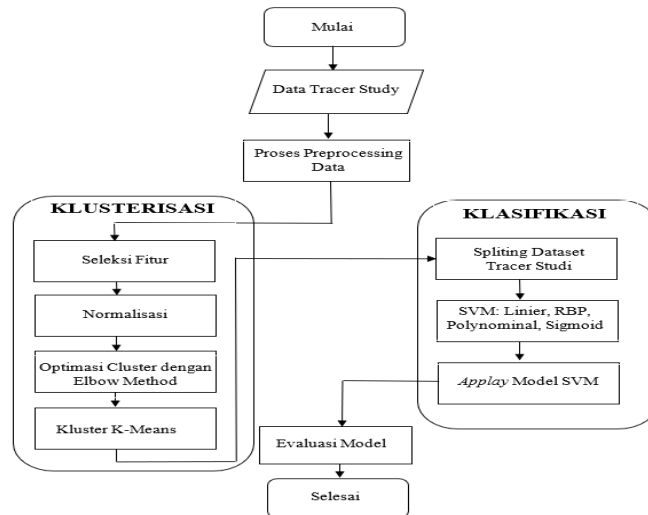 Mulai
Data Tracer Study
Proses Preprocessing
Data
KLUSTERISASI
Seleksi Fitur
Normalisasi
Optimasi Cluster dengan
Elbow Method
Kluster K-Means
KLASIFIKASI
Spliting Dataset
Tracer Studi
SVM: Linier, RBP,
Polynominal, Sigmoid
Applay Model SVM
Evaluasi Model
Selesai